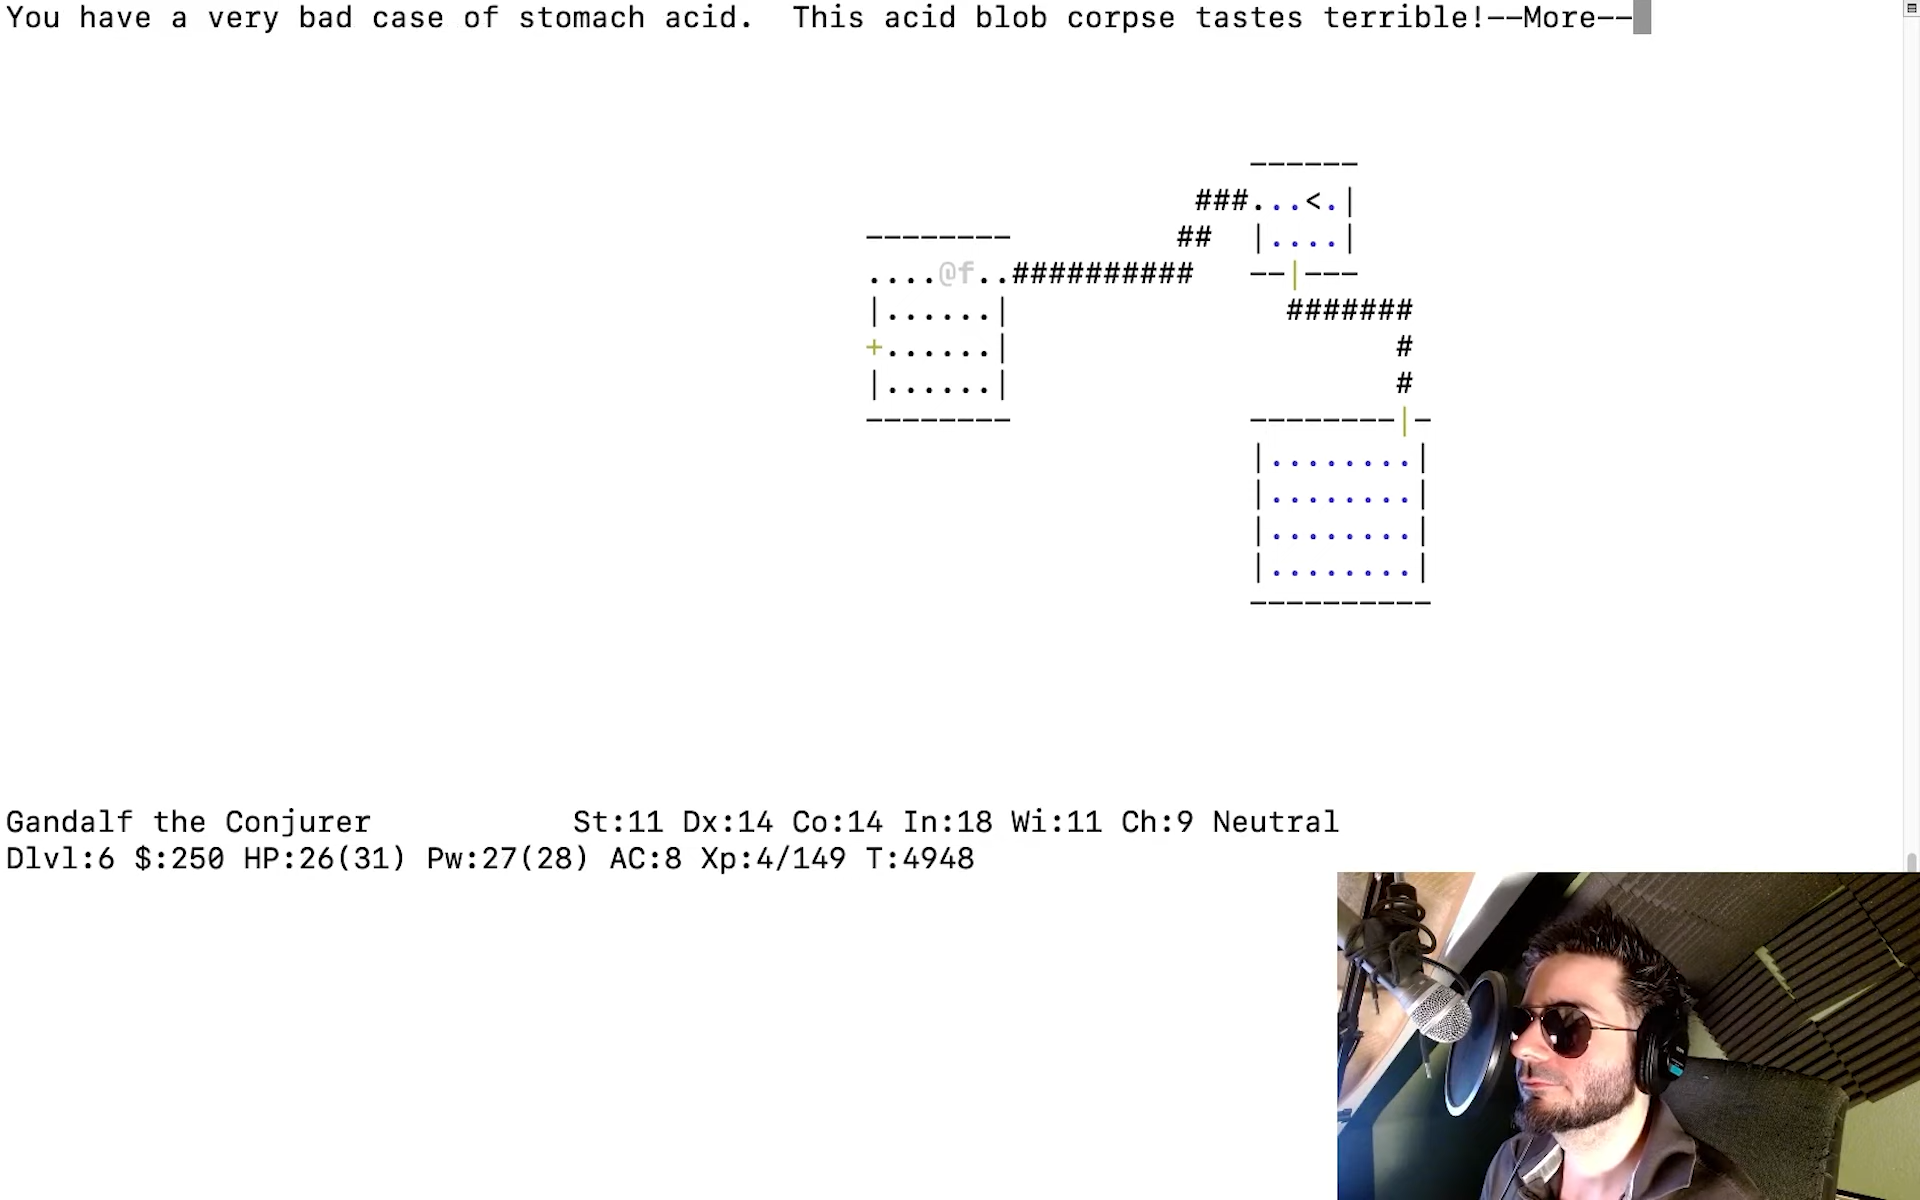 You have a very bad case of stomach acid.  This acid blob corpse tastes terrible!--More--
------
###...<.|
-------- ## |....|
....@f..########## --|---
|......| #######
+......| #
|......| #
-------- --------|-
|........|
|........|
|........|
|........|
----------
Gandalf the Conjurer St:11 Dx:14 Co:14 In:18 Wi:11 Ch:9 Neutral
Dlvl:6 $:250 HP:26(31) Pw:27(28) AC:8 Xp:4/149 T:4948